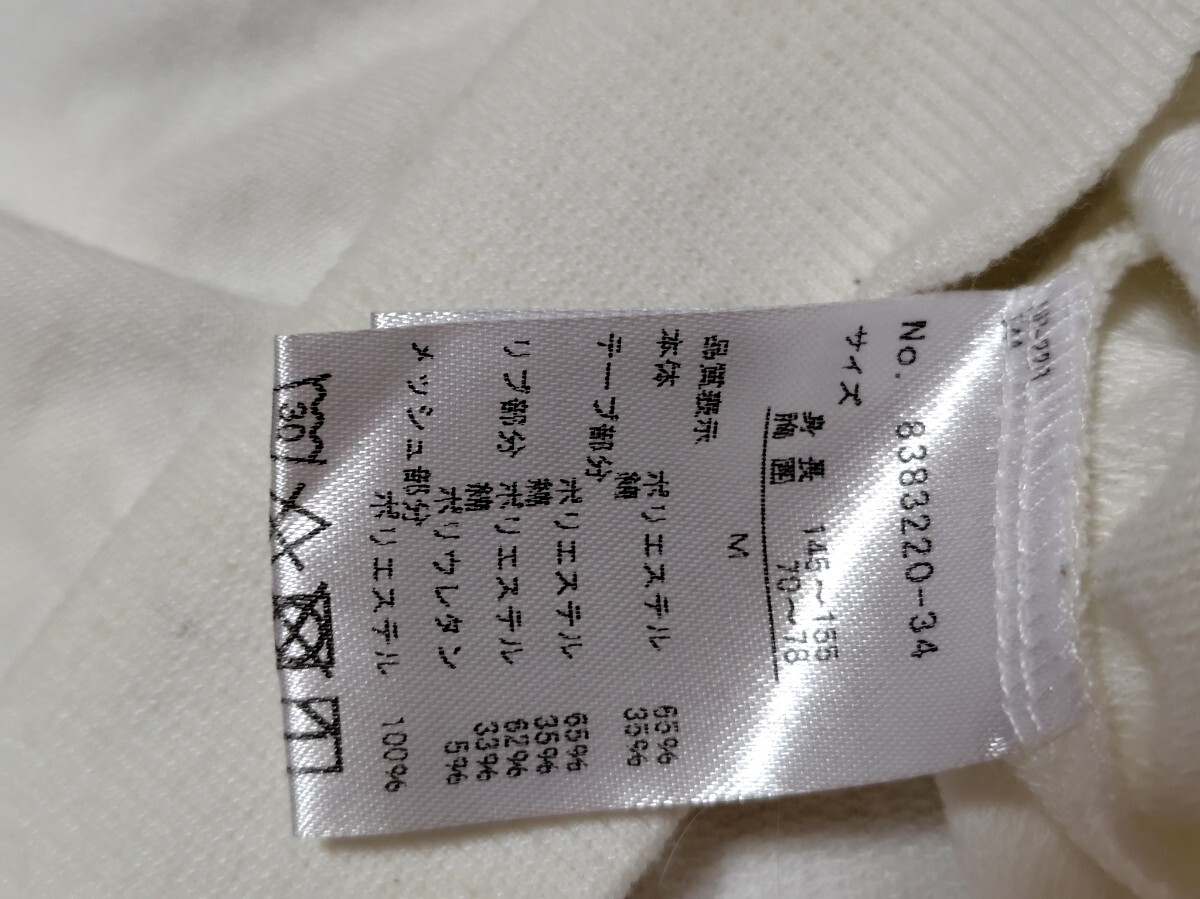 No. 8383220-34
サイズ
身長 145~155
胸囲 70~78
M
品質表示
本体 ポリエステル 65%
綿 35%
テープ部分
ポリエステル 65%
綿 35%
リブ部分 ポリエステル 62%
綿 33%
ポリウレタン 5%
メッシュ部分
ポリエステル 100%
30